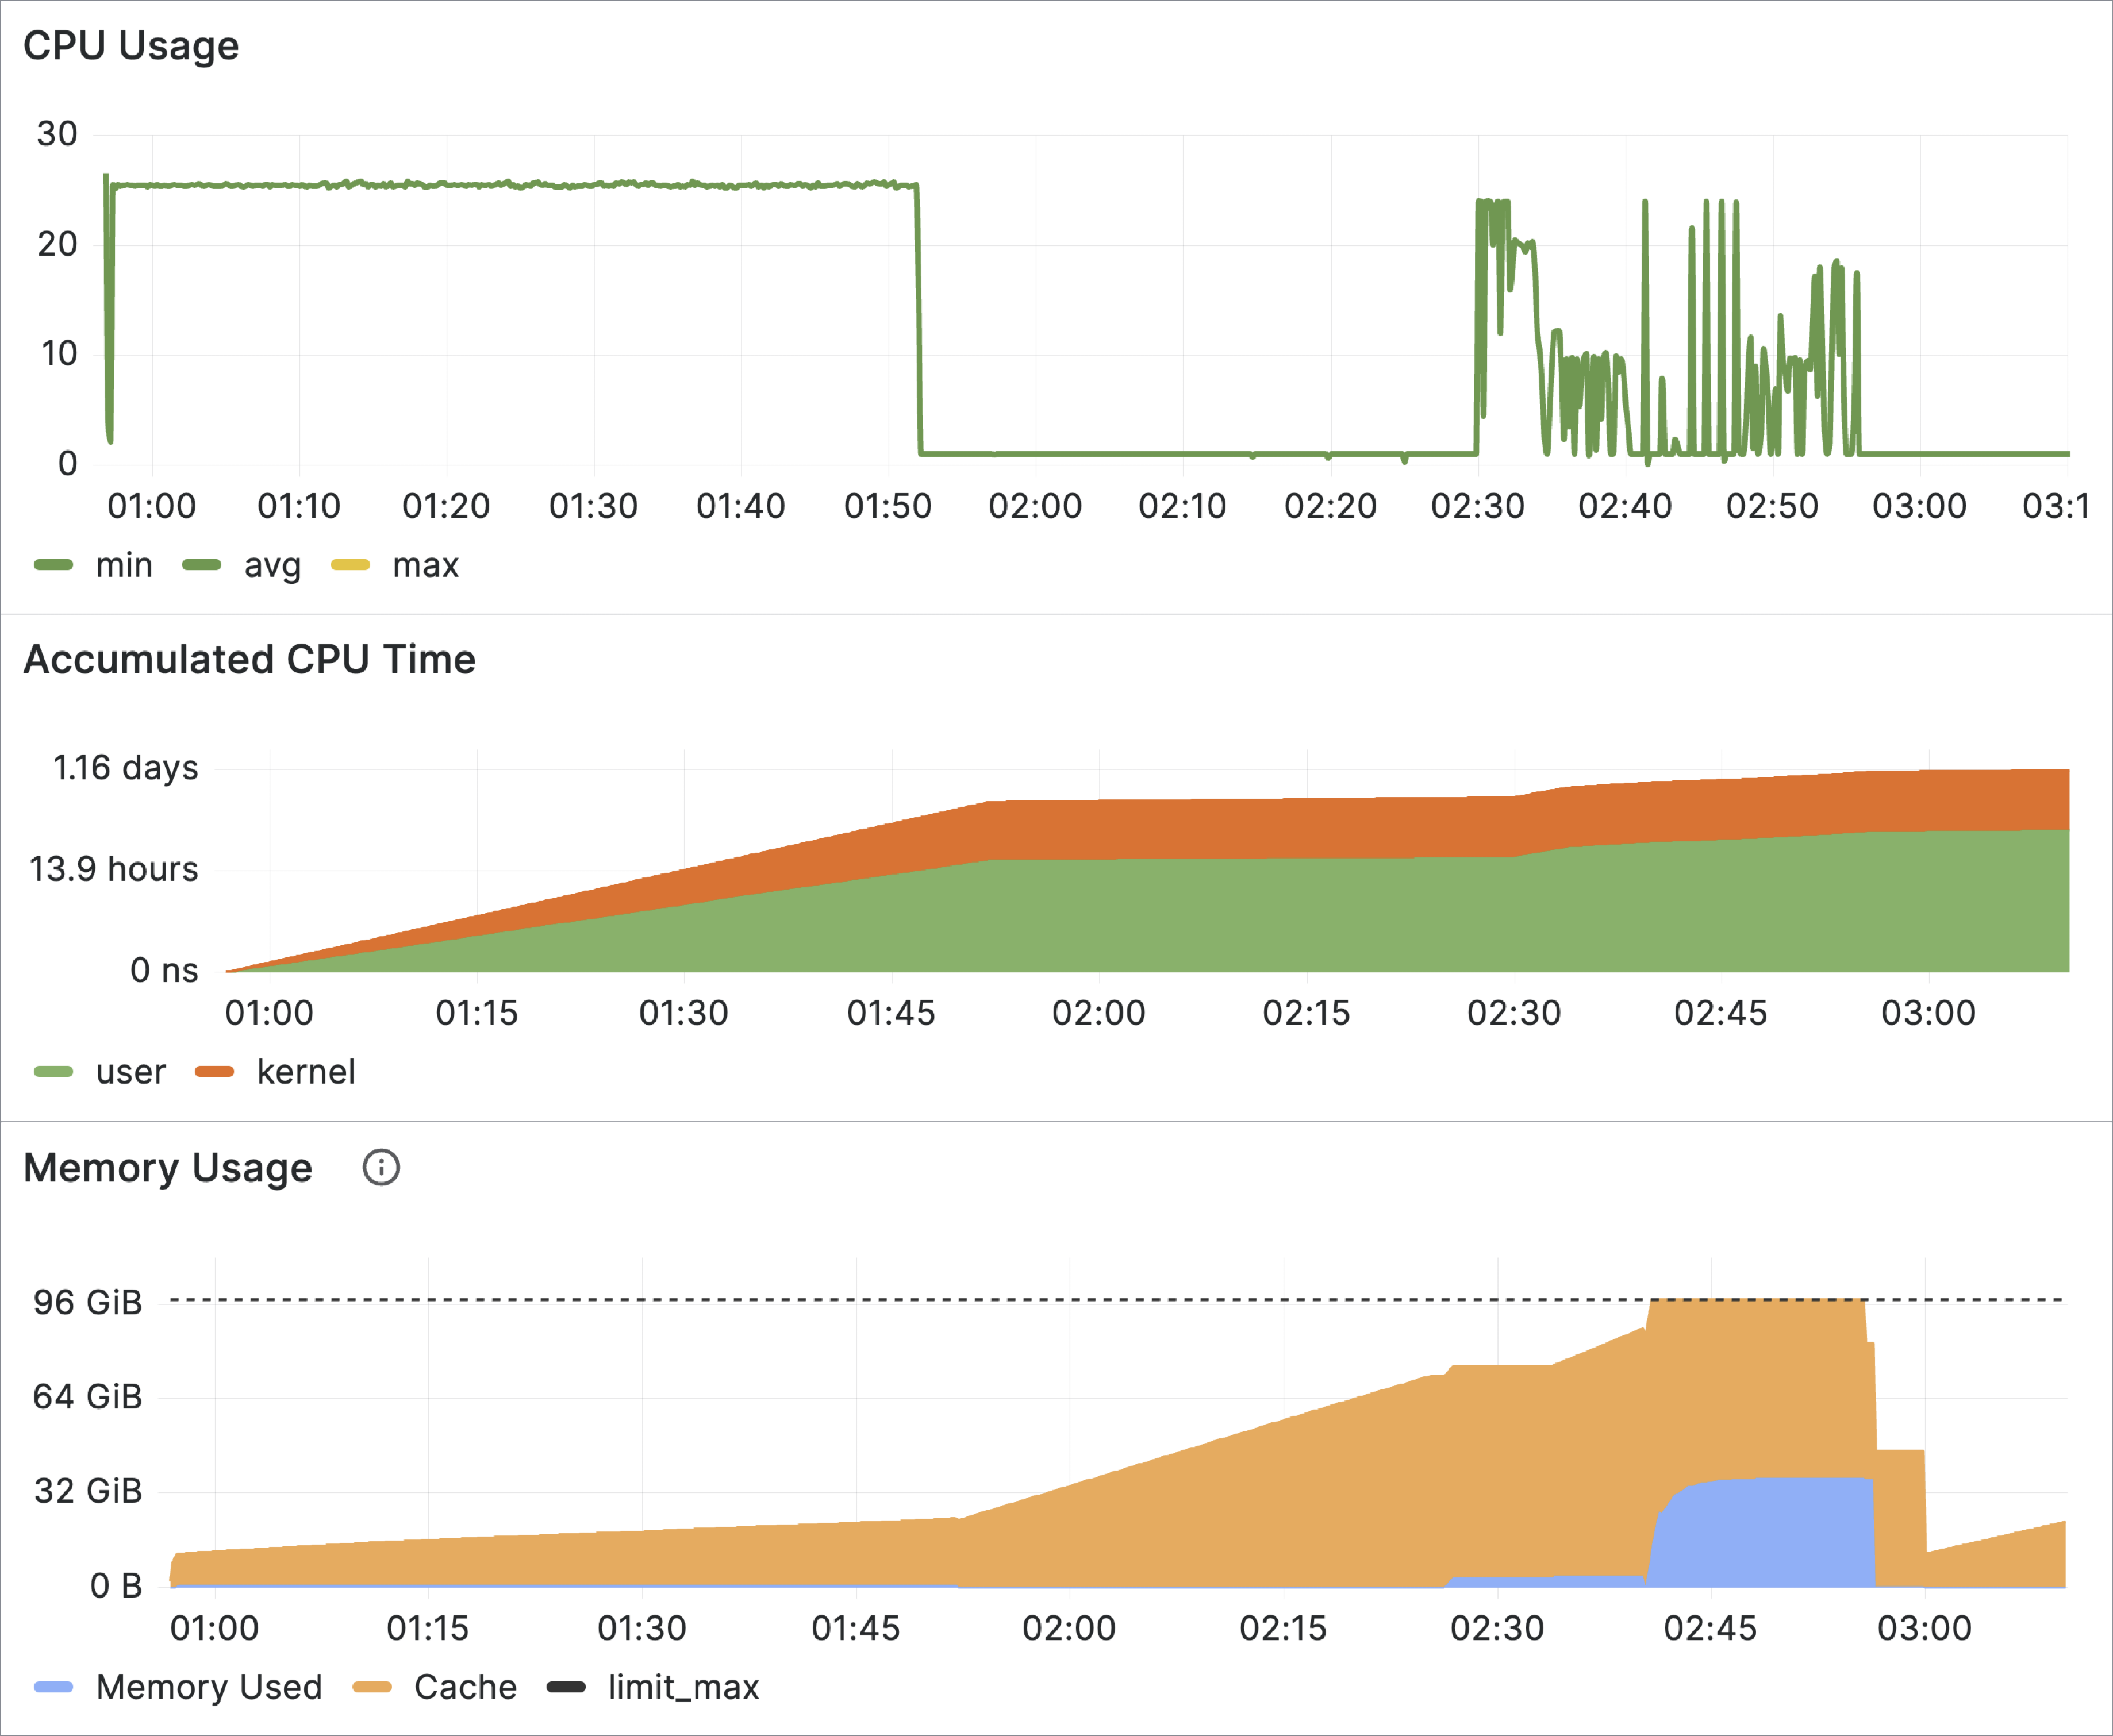 CPU Usage
30
20
10
0
01:00 01:10 01:20 01:30 01:40 01:50 02:00 02:10 02:20 02:30 02:40 02:50 03:00 03:1
min avg max
Accumulated CPU Time
1.16 days
13.9 hours
0 ns
01:00 01:15 01:30 01:45 02:00 02:15 02:30 02:45 03:00
user kernel
Memory Usage
96 GiB
64 GiB
32 GiB
0 B
01:00 01:15 01:30 01:45 02:00 02:15 02:30 02:45 03:00
Memory Used Cache limit_max